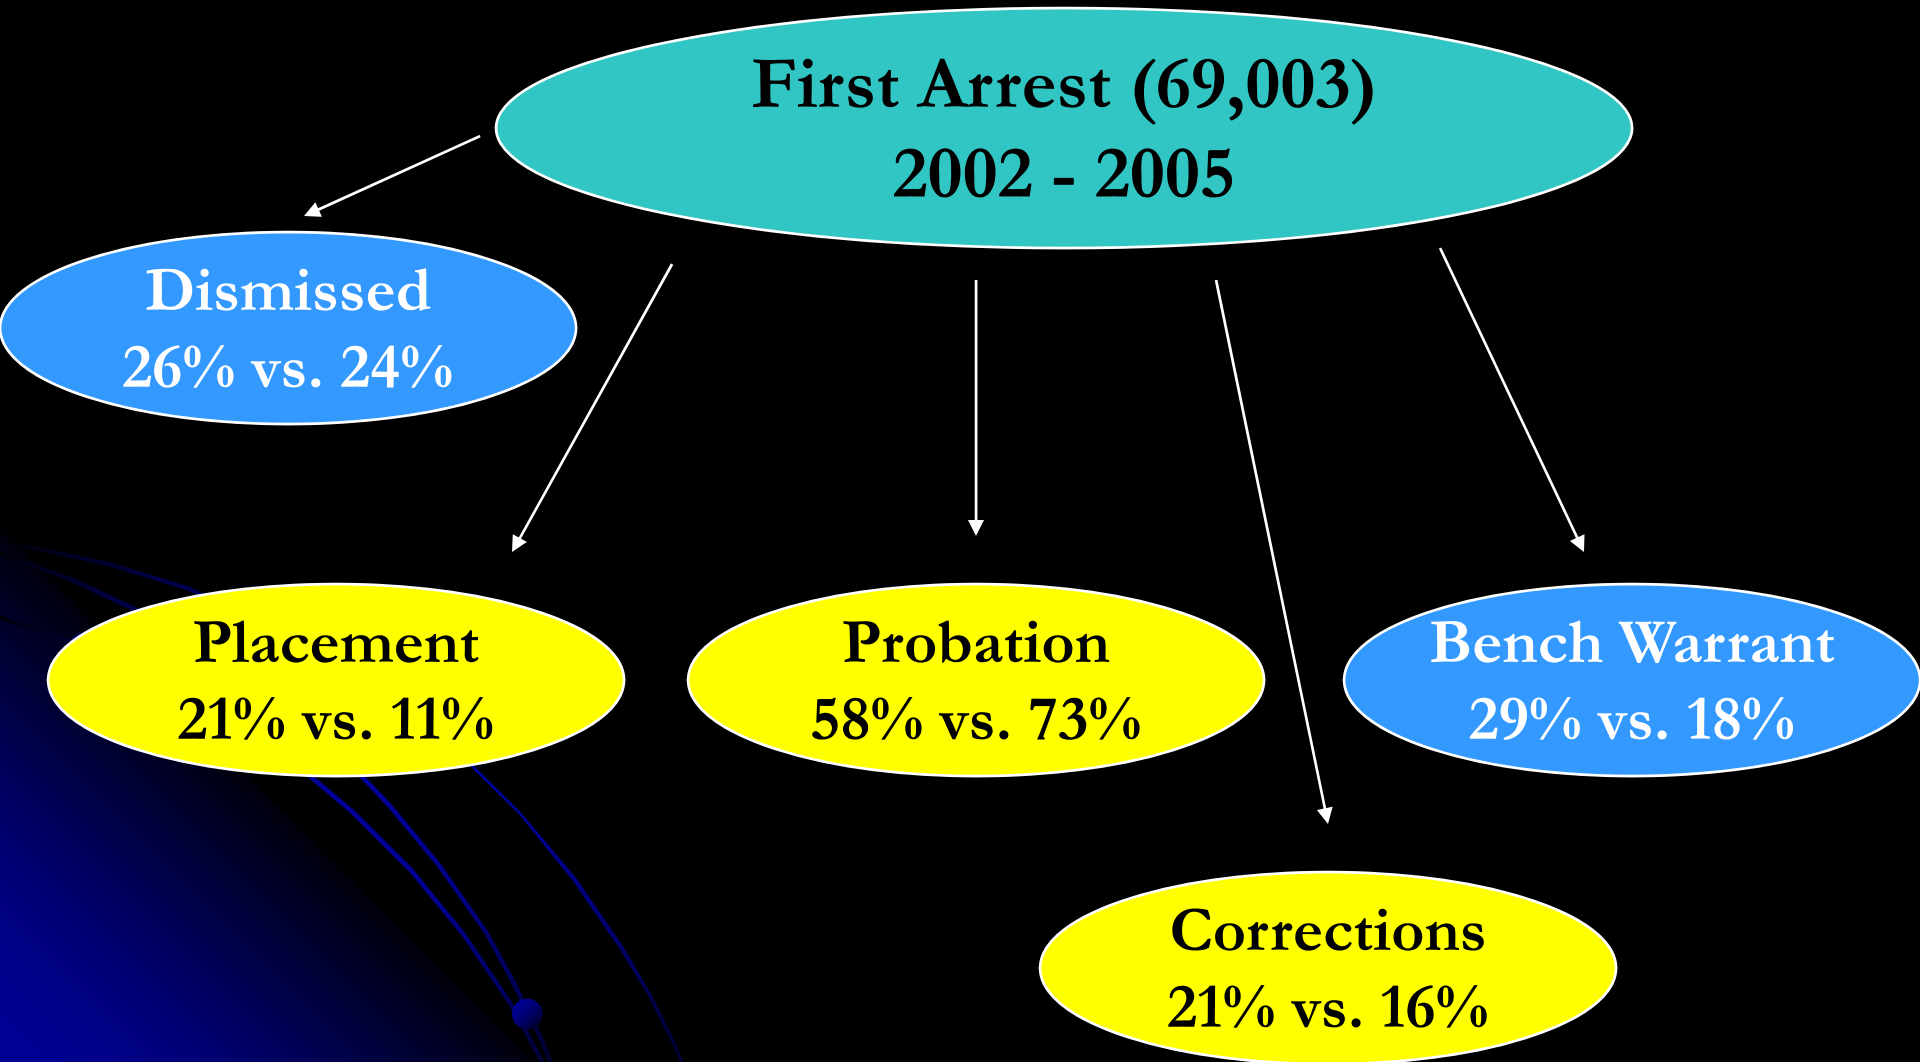 First Arrest (69,003)
2002 - 2005
Dismissed
26% vs. 24%
Placement
21% vs. 11%
Probation
58% vs. 73%
Bench Warrant
29% vs. 18%
Corrections
21% vs. 16%